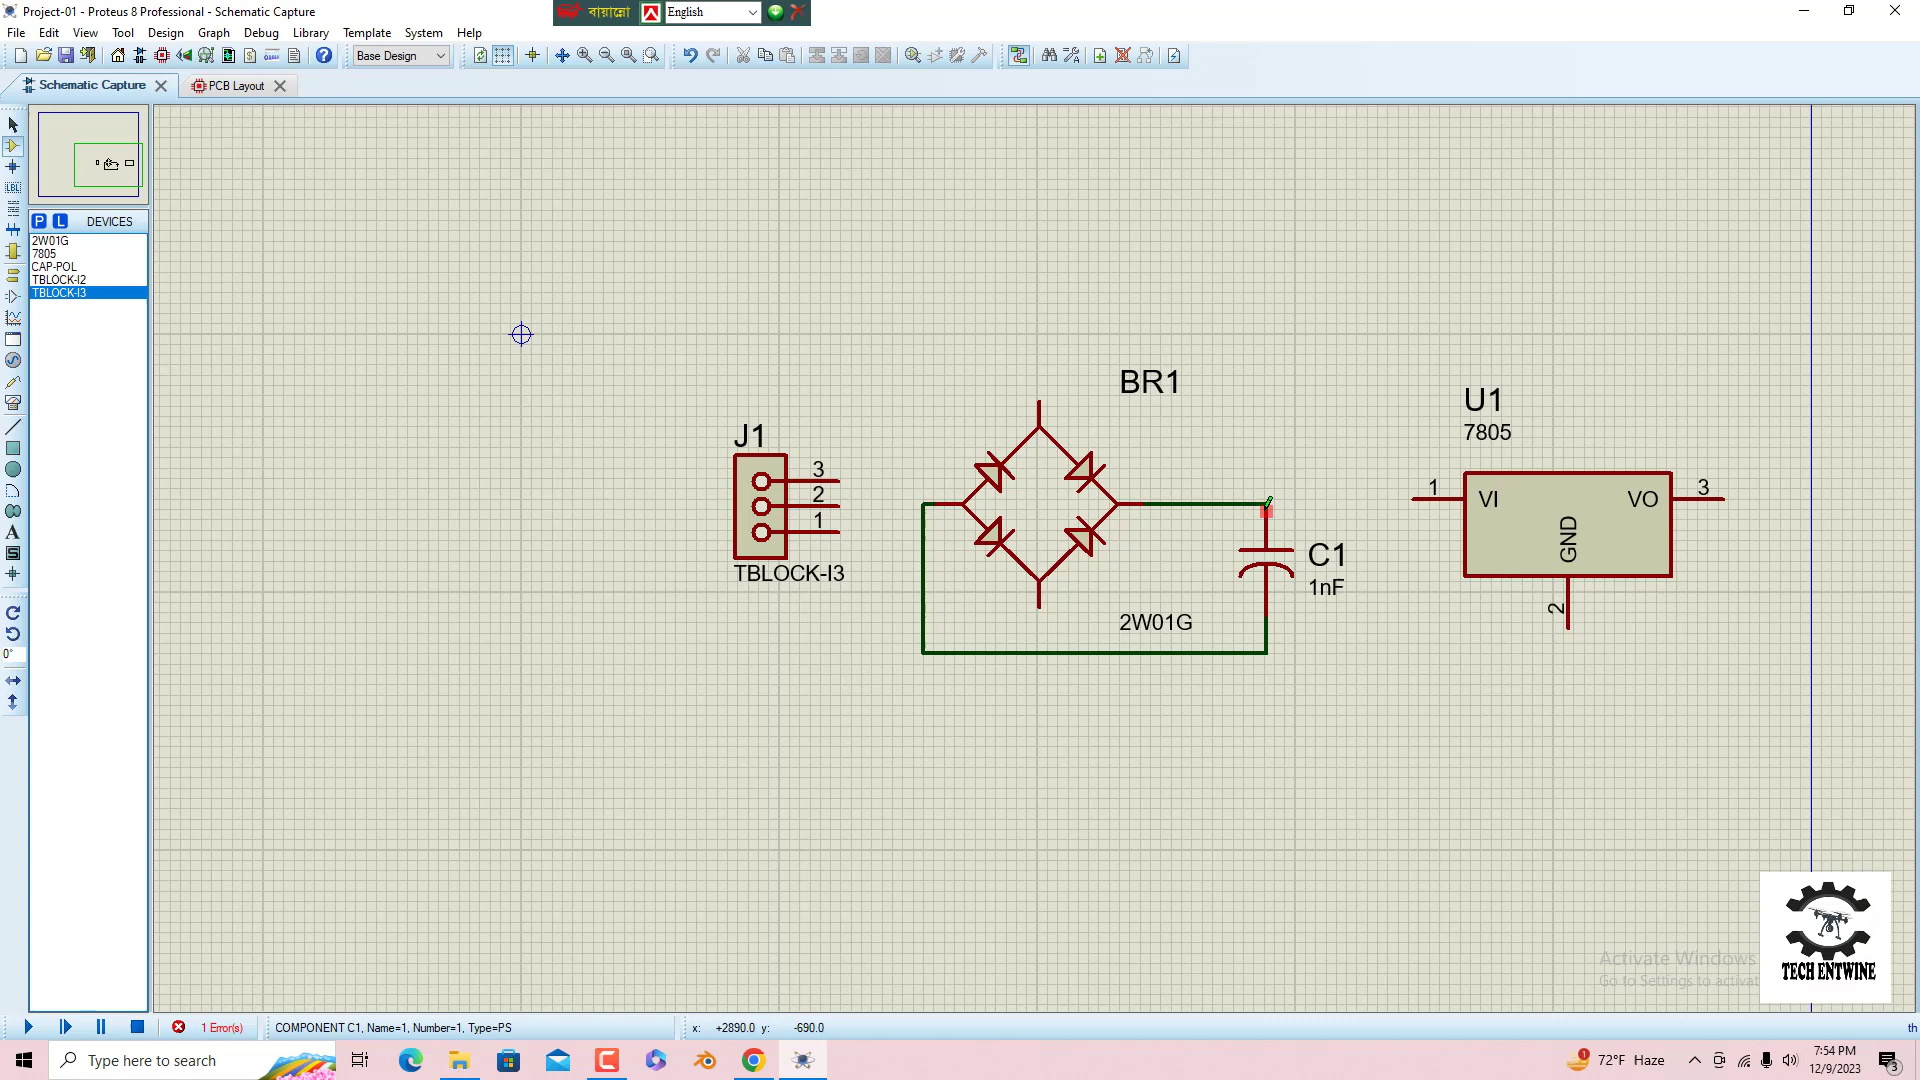 Project-01 - Proteus 8 Professional - Schematic Capture
বায়ান্নো
English
File Edit View Tool Design Graph Debug Library Template System Help
Base Design
Schematic Capture
PCB Layout
P L DEVICES
2W01G
7805
CAP-POL
TBLOCK-I2
TBLOCK-I3
LBL
A
S
0°
J1
3
2
1
TBLOCK-I3
BR1
2W01G
C1
1nF
U1
7805
1
VI
VO
3
GND
2
TECH ENTWINE
Activate Windows
Go to Settings to activat
1 Error(s)
COMPONENT C1, Name=1, Number=1, Type=PS
x: +2890.0 y: -690.0
th
Type here to search
1
72°F Haze
7:54 PM
12/9/2023
3